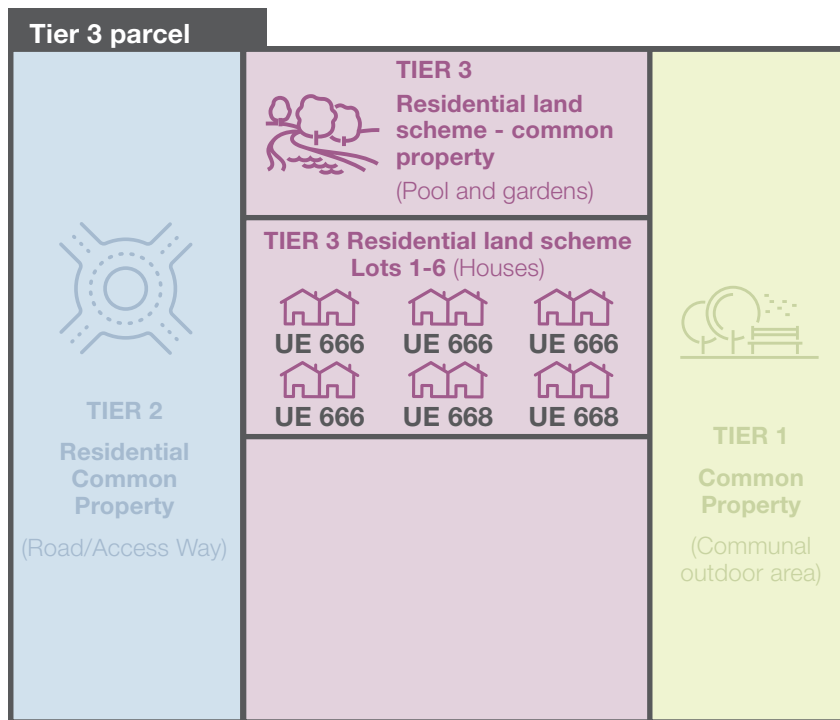 Tier 3 parcel
TIER 3
Residential land
scheme - common
property
(Pool and gardens)
TIER 3 Residential land scheme
Lots 1-6 (Houses)
UE 666 UE 666 UE 666
UE 666 UE 668 UE 668
TIER 2
Residential
Common
Property
(Road/Access Way)
TIER 1
Common
Property
(Communal
outdoor area)